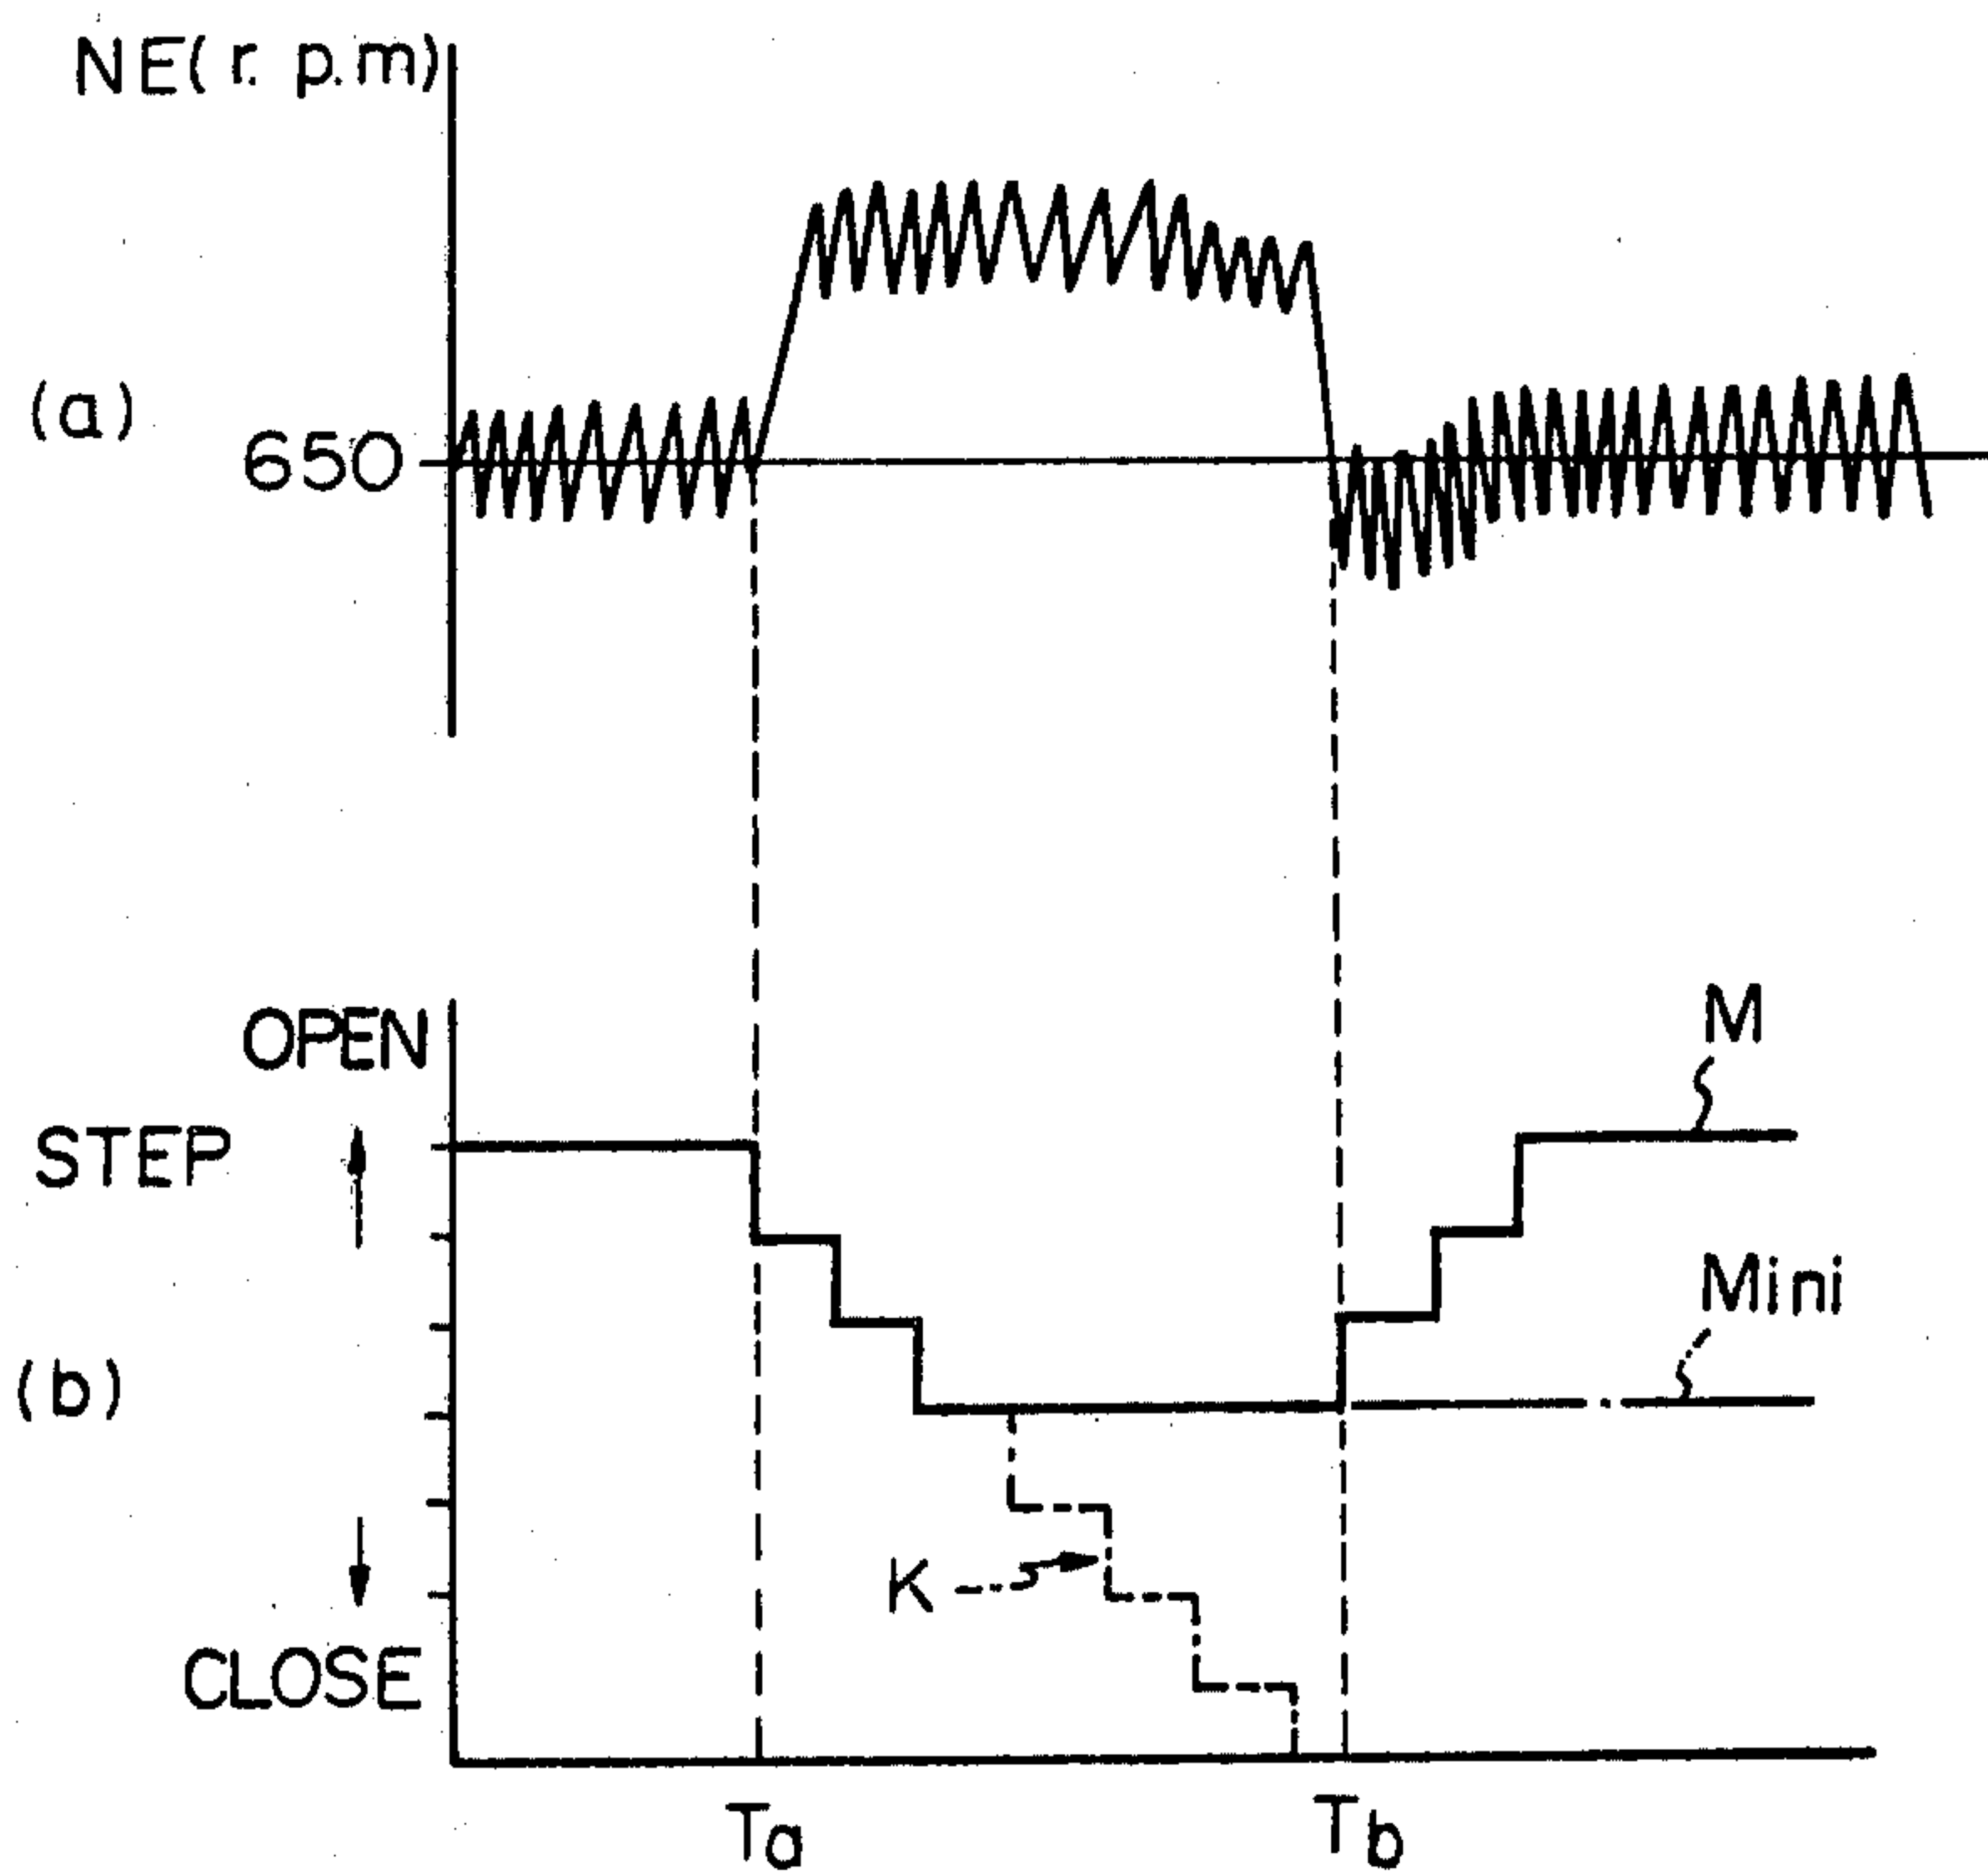 NE(r. p.m)
(a)
650
OPEN
STEP
M
Mini
(b)
K
CLOSE
Ta
Tb